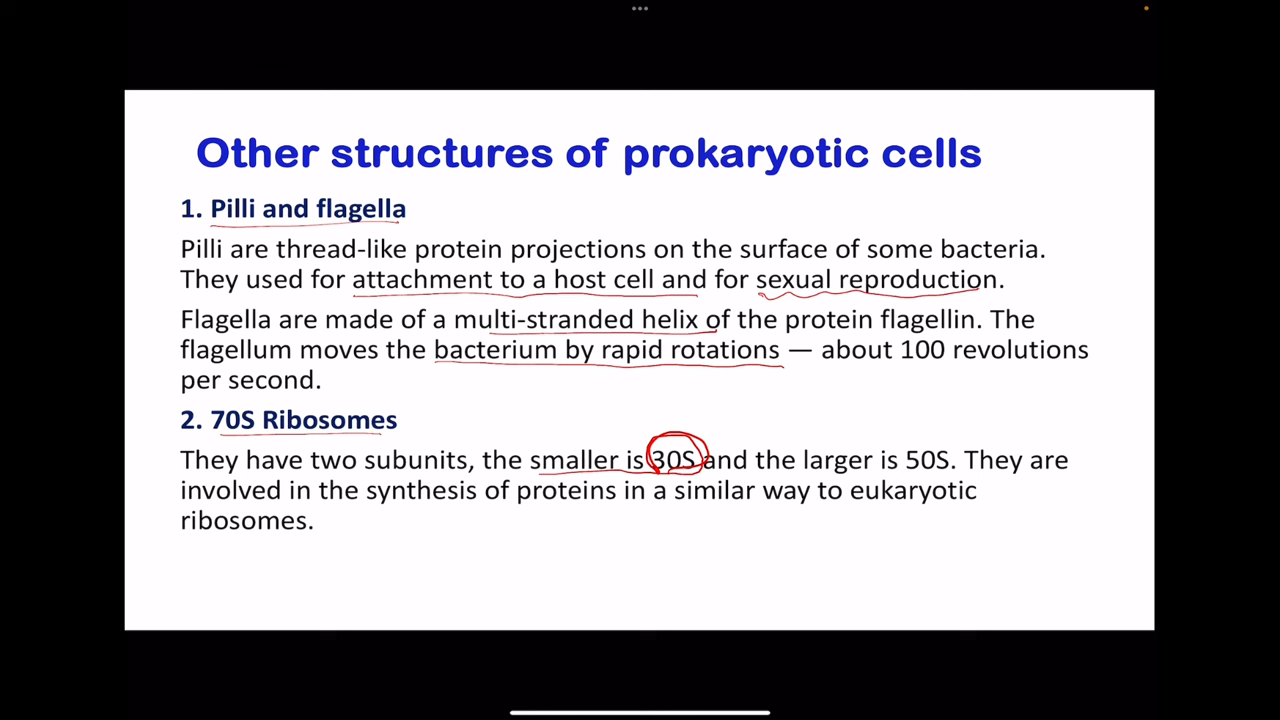 Other structures of prokaryotic cells
1. Pilli and flagella
Pilli are thread-like protein projections on the surface of some bacteria.
They used for attachment to a host cell and for sexual reproduction.
Flagella are made of a multi-stranded helix of the protein flagellin. The
flagellum moves the bacterium by rapid rotations — about 100 revolutions
per second.
2. 70S Ribosomes
They have two subunits, the smaller is 30S and the larger is 50S. They are
involved in the synthesis of proteins in a similar way to eukaryotic
ribosomes.